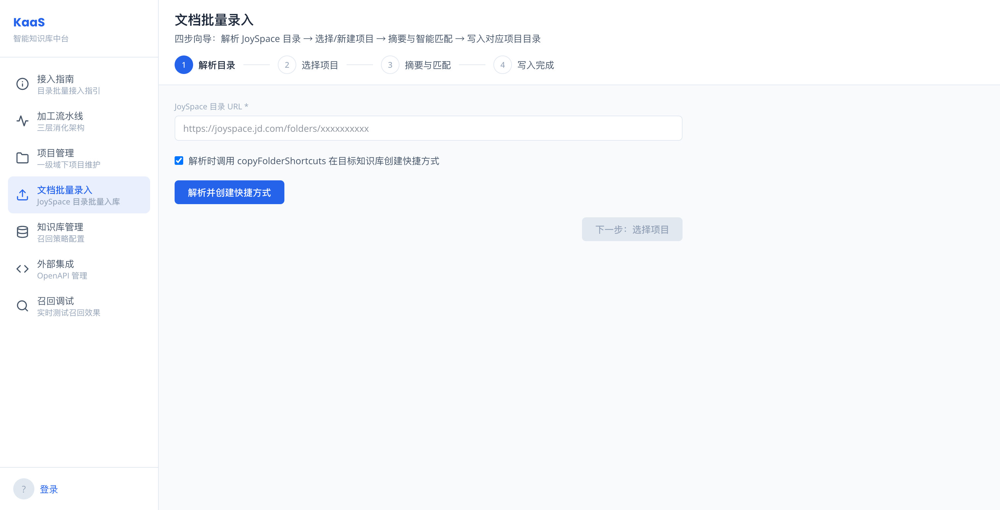 KaaS
智能知识库中台
接入指南
目录批量接入指引
加工流水线
三层消化架构
项目管理
一级域下项目维护
文档批量录入
JoySpace 目录批量入库
知识库管理
召回策略配置
外部集成
OpenAPI 管理
召回调试
实时测试召回效果
? 登录
文档批量录入
四步向导：解析 JoySpace 目录 → 选择/新建项目 → 摘要与智能匹配 → 写入对应项目目录
1 解析目录 2 选择项目 3 摘要与匹配 4 写入完成
JoySpace 目录 URL *
https://joyspace.jd.com/folders/xxxxxxxxxx
解析时调用 copyFolderShortcuts 在目标知识库创建快捷方式
解析并创建快捷方式
下一步：选择项目